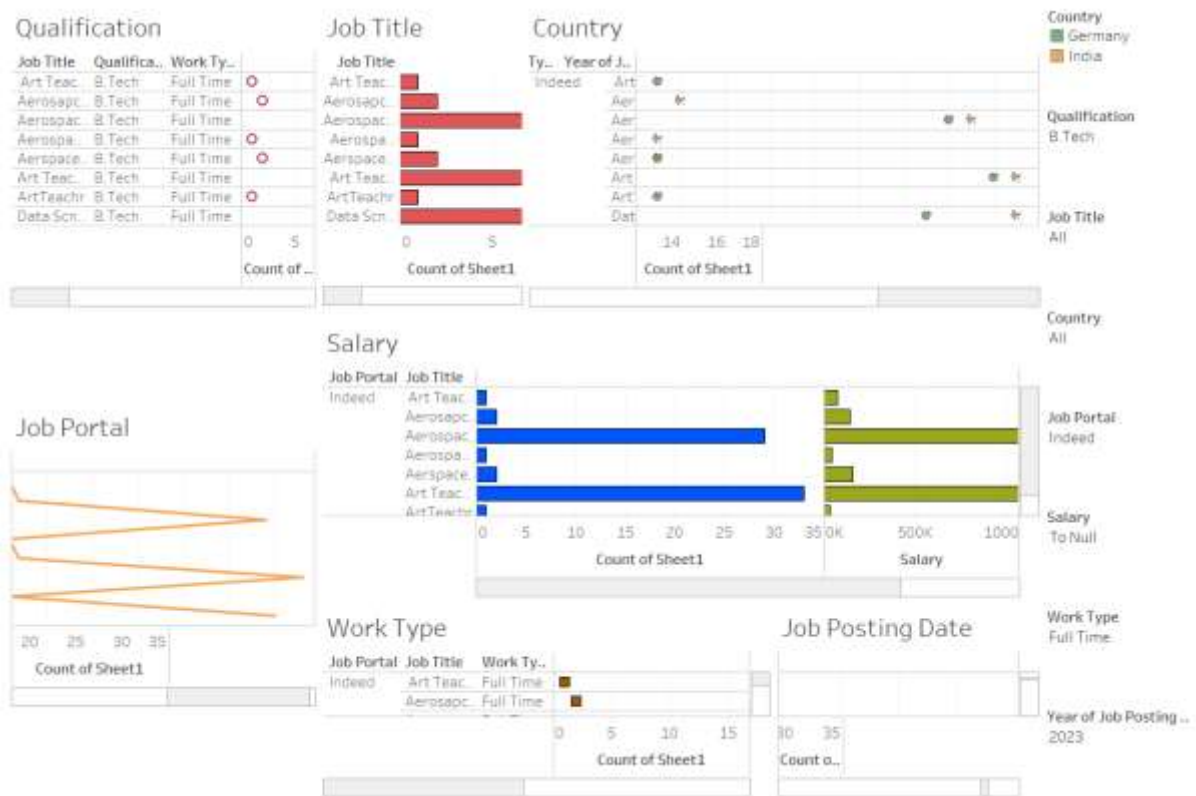 Qualification
Job Title Qualifica.. Work Ty..
Art Teac.. B.Tech Full Time
Aerosapc.. B.Tech Full Time
Aerospac.. B.Tech Full Time
Aerospa.. B.Tech Full Time
Aerspace.. B.Tech Full Time
Art Teac.. B.Tech Full Time
ArtTeachr B.Tech Full Time
Data Scn.. B.Tech Full Time
0 5
Count of ..
Job Title
Job Title
Art Teac..
Aerosapc..
Aerospac..
Aerospa..
Aerspace..
Art Teac..
ArtTeachr
Data Scn..
0 5
Count of Sheet1
Country
Ty.. Year of J..
Indeed Art
Aer
Aer
Aer
Aer
Art
Art
Dat
14 16 18
Count of Sheet1
Country
Germany
India
Qualification
B.Tech
Job Title
All
Country
All
Job Portal
Indeed
Salary
To Null
Work Type
Full Time
Year of Job Posting ..
2023
Salary
Job Portal Job Title
Indeed Art Teac..
Aerosapc..
Aerospac..
Aerospa..
Aerspace..
Art Teac..
ArtTeachr
0 5 10 15 20 25 30 35
Count of Sheet1
0K 500K 1000
Salary
Job Portal
20 25 30 35
Count of Sheet1
Work Type
Job Portal Job Title Work Ty..
Indeed Art Teac.. Full Time
Aerosapc.. Full Time
0 5 10 15
Count of Sheet1
Job Posting Date
30 35
Count o..